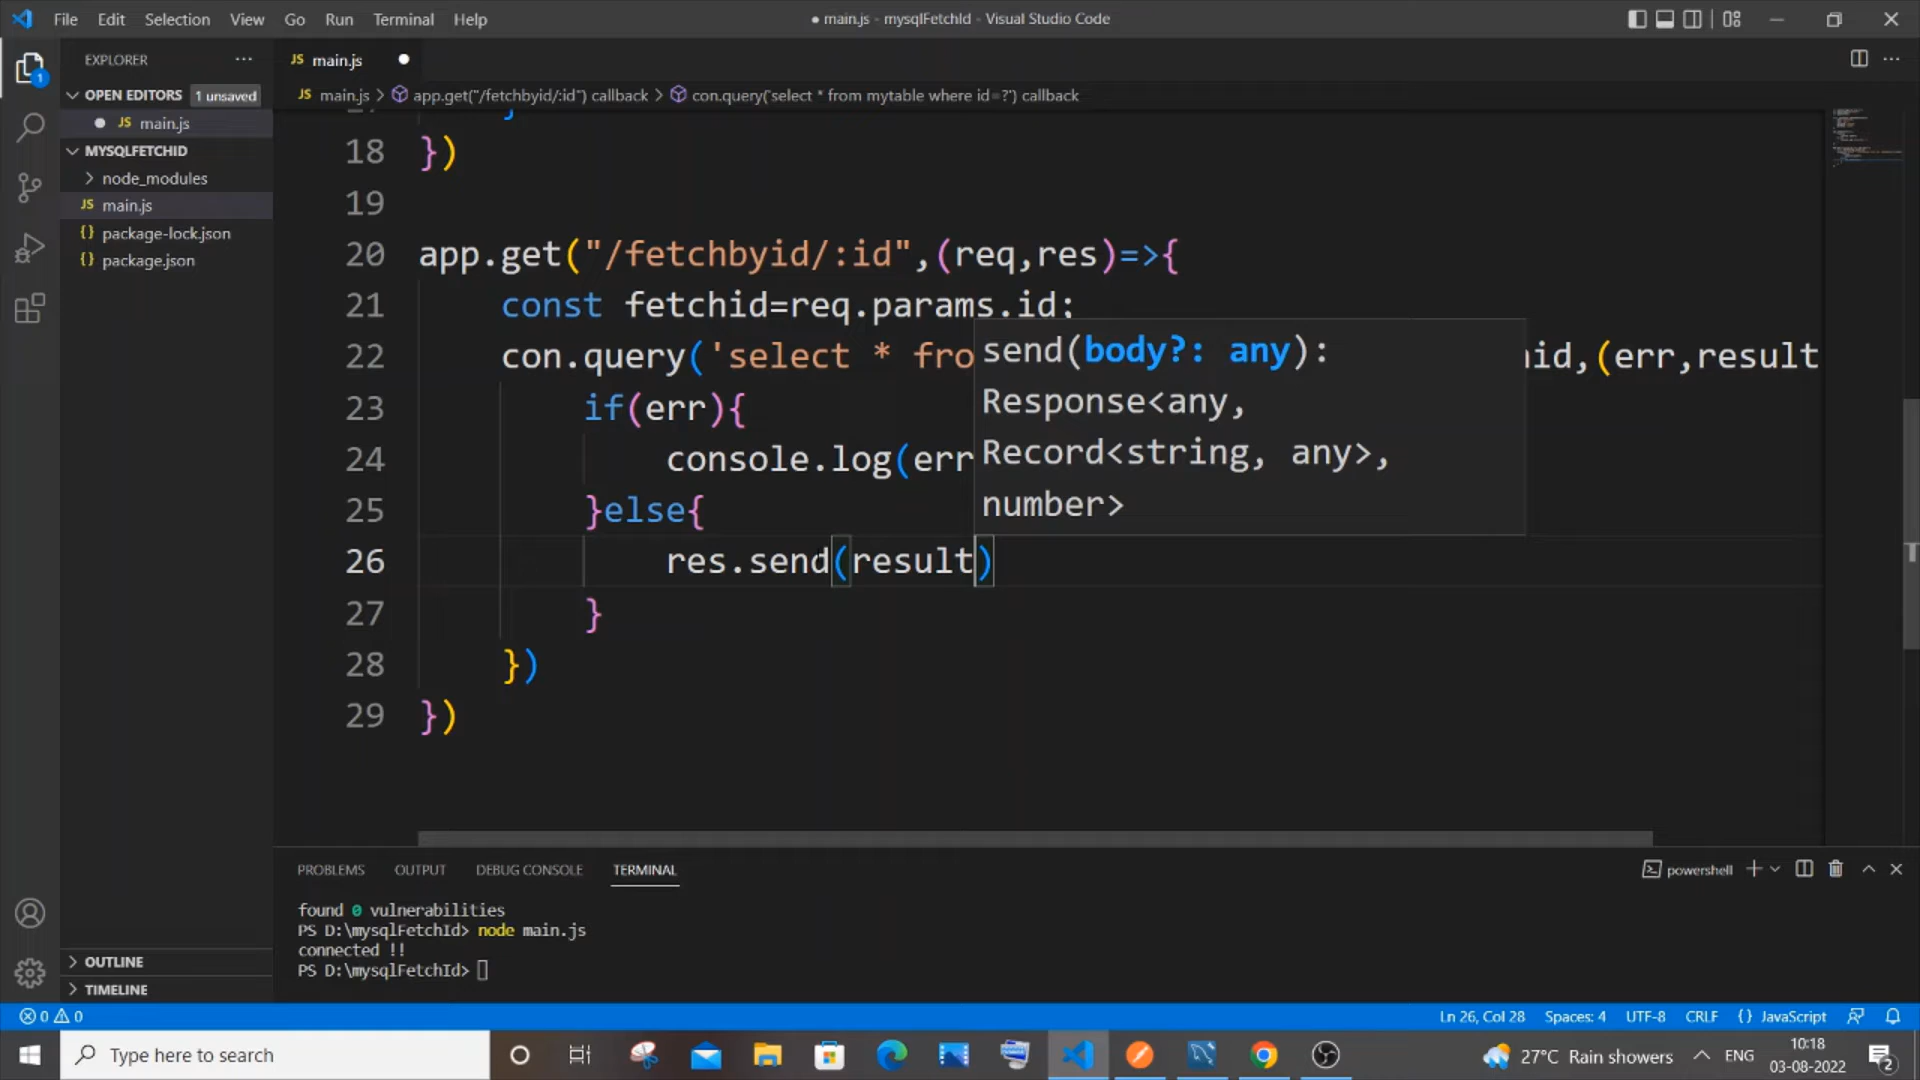 File Edit Selection View Go Run Terminal Help
● main.js - mysqlFetchId - Visual Studio Code
EXPLORER ···
JS main.js
OPEN EDITORS 1 unsaved
JS main.js > app.get("/fetchbyid/:id") callback > con.query('select * from mytable where id=?') callback
JS main.js
MYSQLFETCHID
node_modules
JS main.js
{} package-lock.json
{} package.json
18 })
19
20 app.get("/fetchbyid/:id",(req,res)=>{
21 const fetchid=req.params.id;
22 con.query('select * fro
id,(err,result
23 if(err){
24 console.log(err
25 }else{
26 res.send(result)
27 }
28 })
29 })
send(body?: any):
Response<any,
Record<string, any>,
number>
PROBLEMS OUTPUT DEBUG CONSOLE TERMINAL
powershell
found 0 vulnerabilities
PS D:\mysqlFetchId> node main.js
connected !!
PS D:\mysqlFetchId>
OUTLINE
TIMELINE
0 0
Ln 26, Col 28 Spaces: 4 UTF-8 CRLF {} JavaScript
Type here to search
27°C Rain showers
ENG
10:18
03-08-2022
2
1